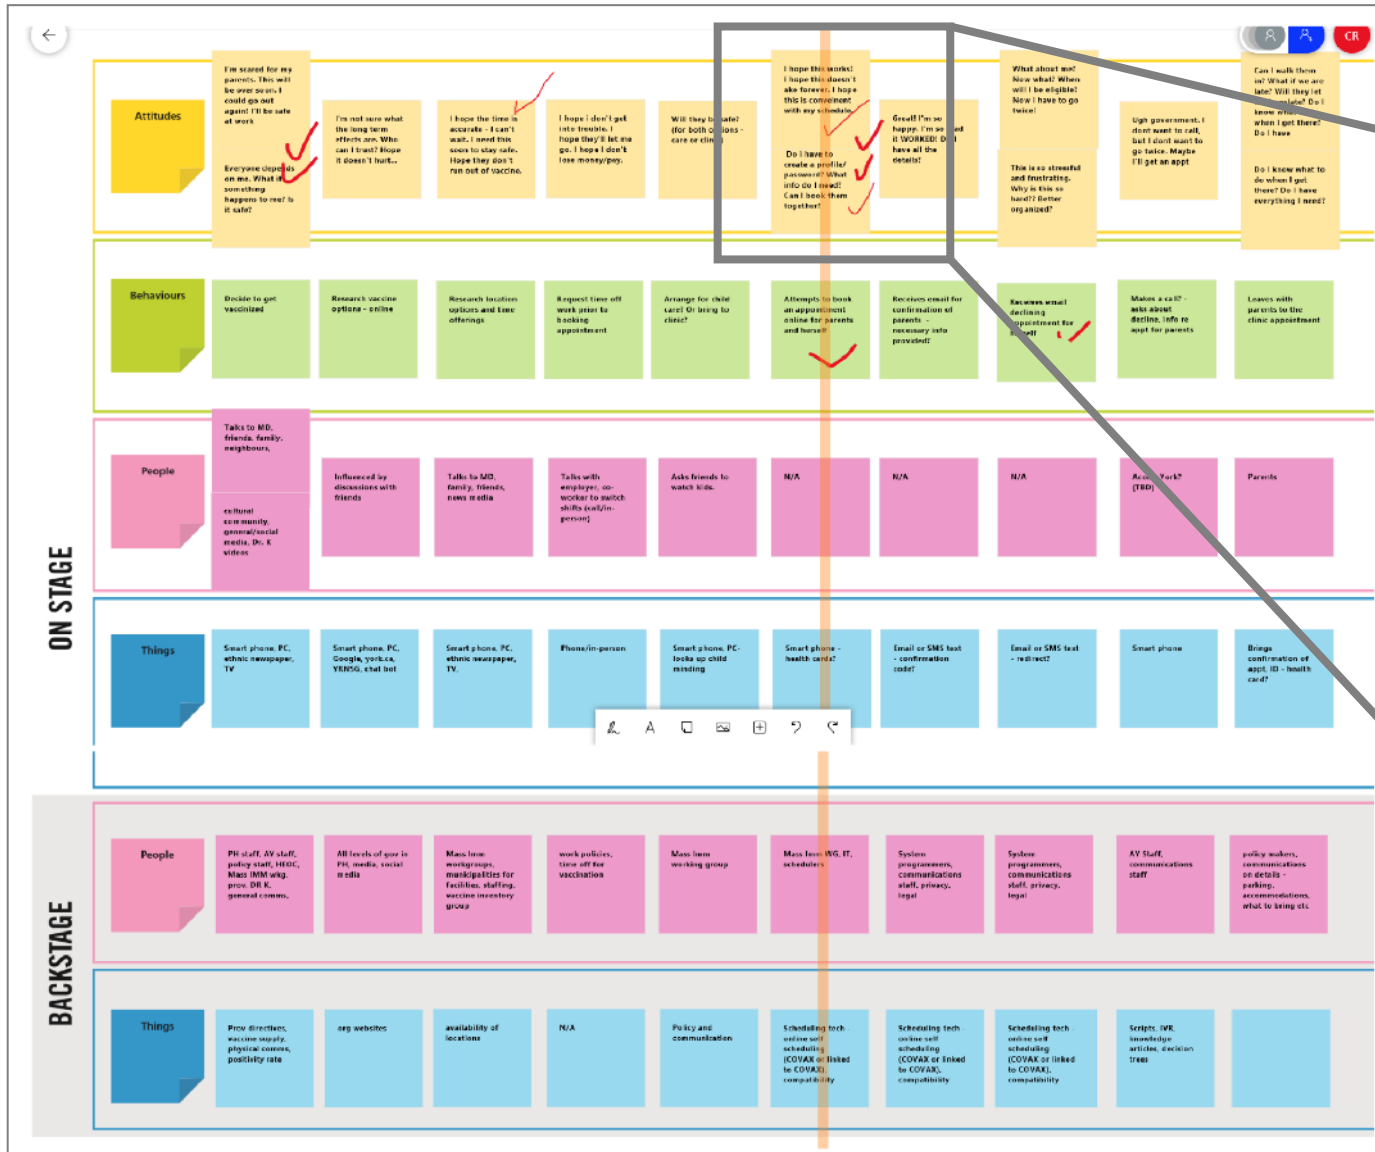 CR
Attitudes
I'm scared for my
parents. This will
be over soon. I
could go out
again! I'll be safe
at work
Everyone depends
on me. What if
something
happens to me? Is
it safe?
I'm not sure what
the long term
effects are. Who
can I trust? Hope
it doesn't hurt...
I hope the time is
accurate - I can't
wait. I need this
soon to stay safe.
Hope they don't
run out of vaccine.
I hope i don't get
into trouble. I
hope they'll let me
go. I hope I don't
lose money/pay.
Will they b safe?
(for both o ions -
care or clin
I hope this works!
I hope this doesn't
ake forever. I hope
this is conveinent
with my schedule.
Do i have to
create a profile/
password? What
info do I need?
Can I book them
together?
Great! I'm so
happy. I'm so
it WORKED! D I
have all the
details?
What about me?
Now what? When
will I be eligible?
Now I have to go
twice!
This is so stressful
and frustrating.
Why is this so
hard?? Better
organized?
Ugh government. I
dont want to call,
but I dont want to
go twice. Maybe
I'll get an appt
Can I walk them
in? What if we are
late? Will they let
late? Do I
know what
when I get there?
Do I have
Do I know what to
do when I get
there? Do I have
everything I need?
Behaviours
Decide to get
vaccinized
Research vaccine
options - online
Research location
options and time
offerings
Request time off
work prior to
booking
appointment
Arrange for child
care? Or bring to
clinic?
Attempts to book
an appointment
online for parents
and herself
Receives email for
confirmation of
parents -
necessary info
provided?
Receives email
declining
appointment for
Makes a call? -
asks about
decline, info re
appt for parents
Leaves with
parents to the
clinic appointment
ON STAGE
People
Talks to MD,
friends, family,
neighbours,
cultural
community,
general/social
media, Dr. K
videos
Influenced by
discussions with
friends
Talks to MD,
family, friends,
news media
Talks with
employer, co-
worker to switch
shifts (call/in-
person)
Asks friends to
watch kids.
N/A
N/A
N/A
York?
(TBD)
Parents
Things
Smart phone, PC,
ethnic newspaper,
TV
Smart phone, PC,
Google, york.ca,
YRNSG, chat bot
Smart phone, PC,
ethnic newspaper,
TV,
Phone/in-person
Smart phone, PC-
looks up child
minding
Smart phone -
health cards?
Email or SMS text
- confirmation
code?
Email or SMS text
- redirect?
Smart phone
Brings
confirmation of
appt, ID - health
card?
A
BACKSTAGE
People
PH staff, AY staff,
policy staff, HEOC,
Mass IMM wkg,
prov. DR K.
general comms,
All levels of gov in
PH, media, social
media
Mass Imm
workgroups,
municipalities for
facilities, staffing,
vaccine inventory
group
work policies,
time off for
vaccination
Mass Imm
working group
Mass Imm WG, IT,
schedulers
System
programmers,
communications
staff, privacy,
legal
System
programmers,
communications
staff, privacy,
legal
AY Staff,
communications
staff
policy makers,
communications
on details -
parking,
accommodations,
what to bring etc
Things
Prov directives,
vaccine supply,
physical comms,
positivity rate
org websites
availability of
locations
N/A
Policy and
communication
Scheduling tech -
online self
scheduling
(COVAX or linked
to COVAX),
compatibility
Scheduling tech -
online self
scheduling
(COVAX or linked
to COVAX),
compatibility
Scheduling tech -
online self
scheduling
(COVAX or linked
to COVAX),
compatibility
Scripts, IVR,
knowledge
articles, decision
trees